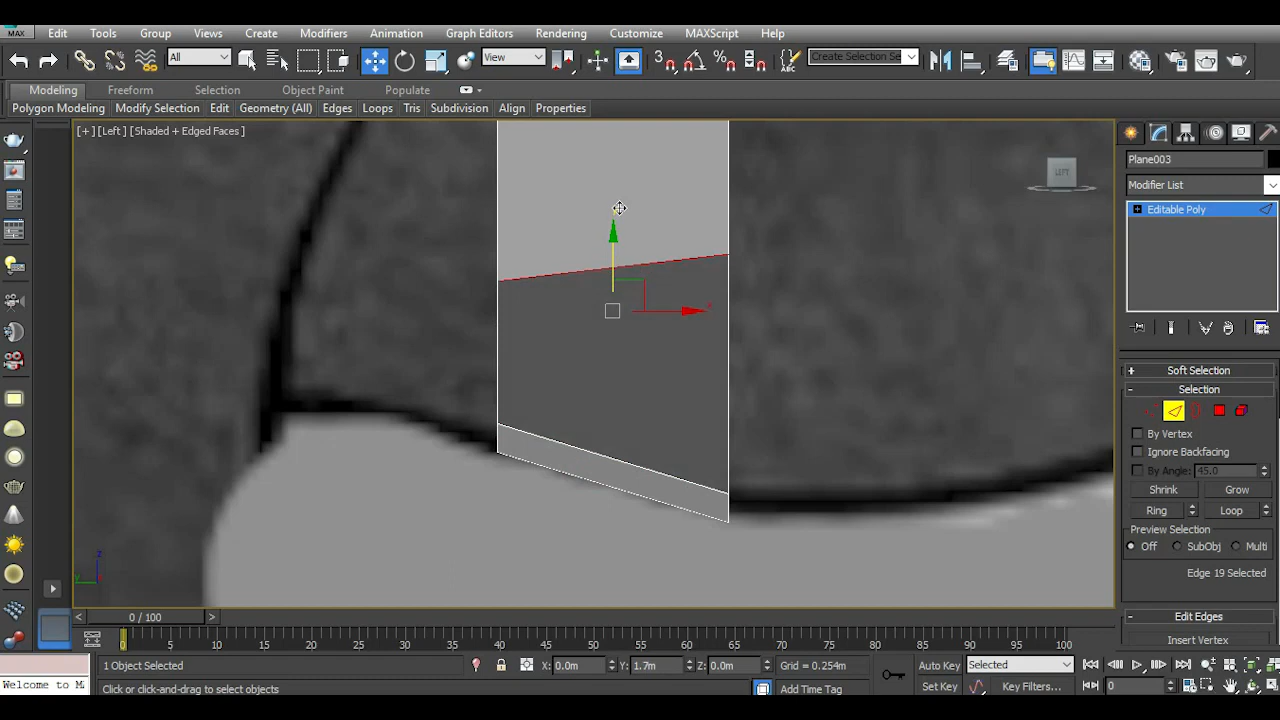 MAX Edit Tools Group Views Create Modifiers Animation Graph Editors Rendering Customize MAXScript Help
All View Create Selection Se
Modeling Freeform Selection Object Paint Populate
Polygon Modeling Modify Selection Edit Geometry (All) Edges Loops Tris Subdivision Align Properties
[+] [Left] [Shaded + Edged Faces]
LEFT
Plane003
Modifier List
Editable Poly
Soft Selection
Selection
By Vertex
Ignore Backfacing
By Angle: 45.0
Shrink Grow
Ring Loop
Preview Selection
Off SubObj Multi
Edge 19 Selected
Edit Edges
Insert Vertex
x
z
y
< 0 / 100 >
0 5 10 15 20 25 30 35 40 45 50 55 60 65 70 75 80 85 90 95 100
1 Object Selected X: 0.0m Y: 1.7m Z: 0.0m Grid = 0.254m Auto Key Selected
Welcome to M Click or click-and-drag to select objects Add Time Tag Set Key Key Filters... 0